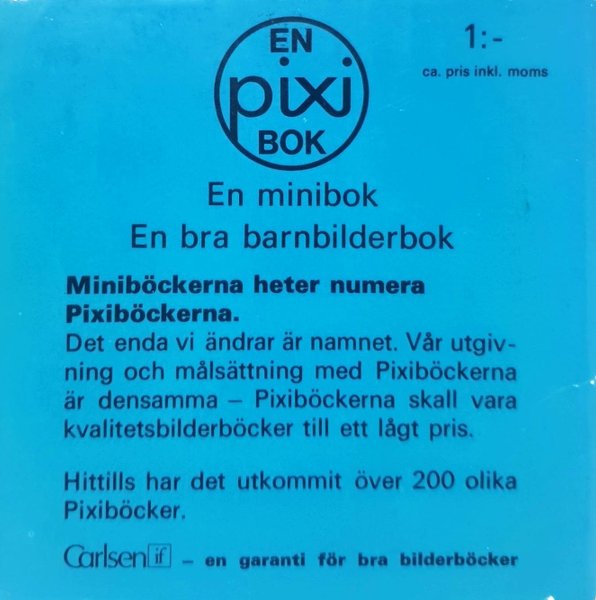 EN
pixi
BOK
1:-
ca. pris inkl. moms
En minibok
En bra barnbilderbok
Miniböckerna heter numera
Pixiböckerna.
Det enda vi ändrar är namnet. Vår utgiv-
ning och målsättning med Pixiböckerna
är densamma – Pixiböckerna skall vara
kvalitetsbilderböcker till ett lågt pris.
Hittills har det utkommit över 200 olika
Pixiböcker.
Carlsen if – en garanti för bra bilderböcker